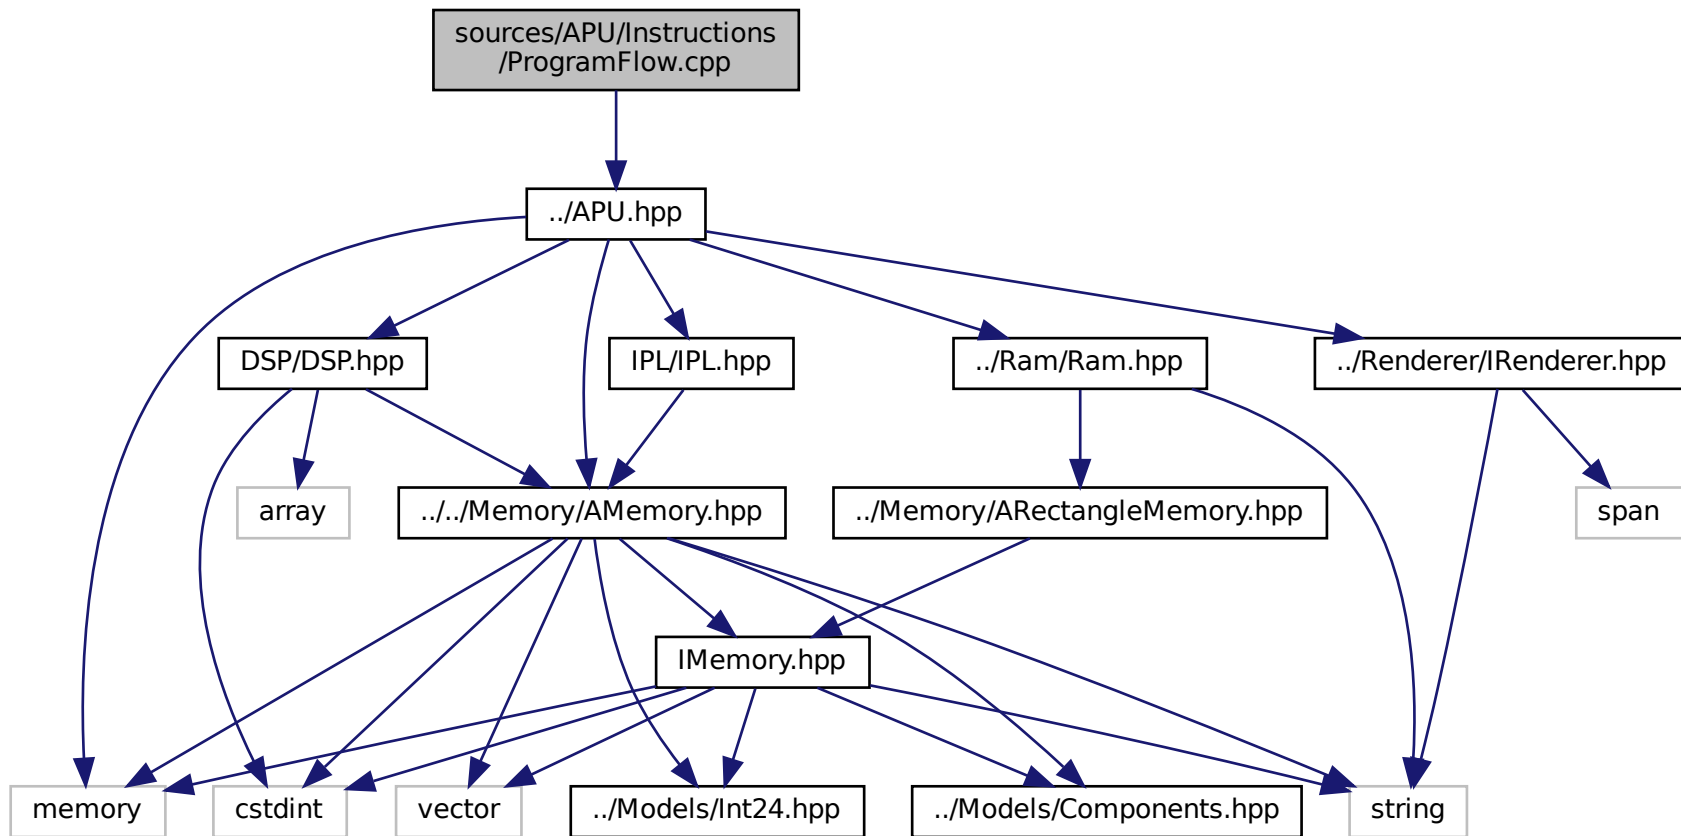 sources/APU/Instructions
/ProgramFlow.cpp
../APU.hpp
DSP/DSP.hpp
IPL/IPL.hpp
../Ram/Ram.hpp
../Renderer/IRenderer.hpp
array
../../Memory/AMemory.hpp
../Memory/ARectangleMemory.hpp
span
IMemory.hpp
memory
cstdint
vector
../Models/Int24.hpp
../Models/Components.hpp
string